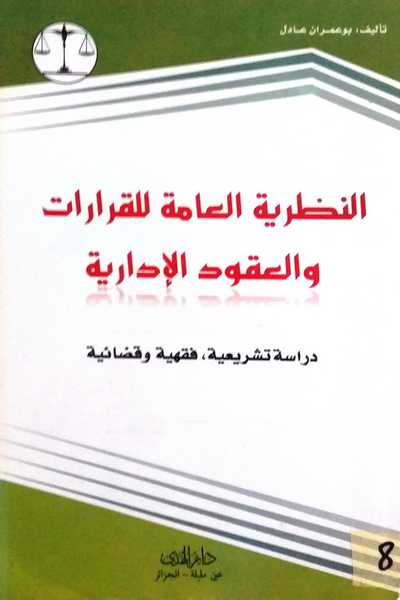 تأليف: بوعمران عادل
النظرية العامة للقرارات
والعقود الإدارية
دراسة تشريعية، فقهية وقضائية
دار الهدى
عين مليلة - الجزائر
8